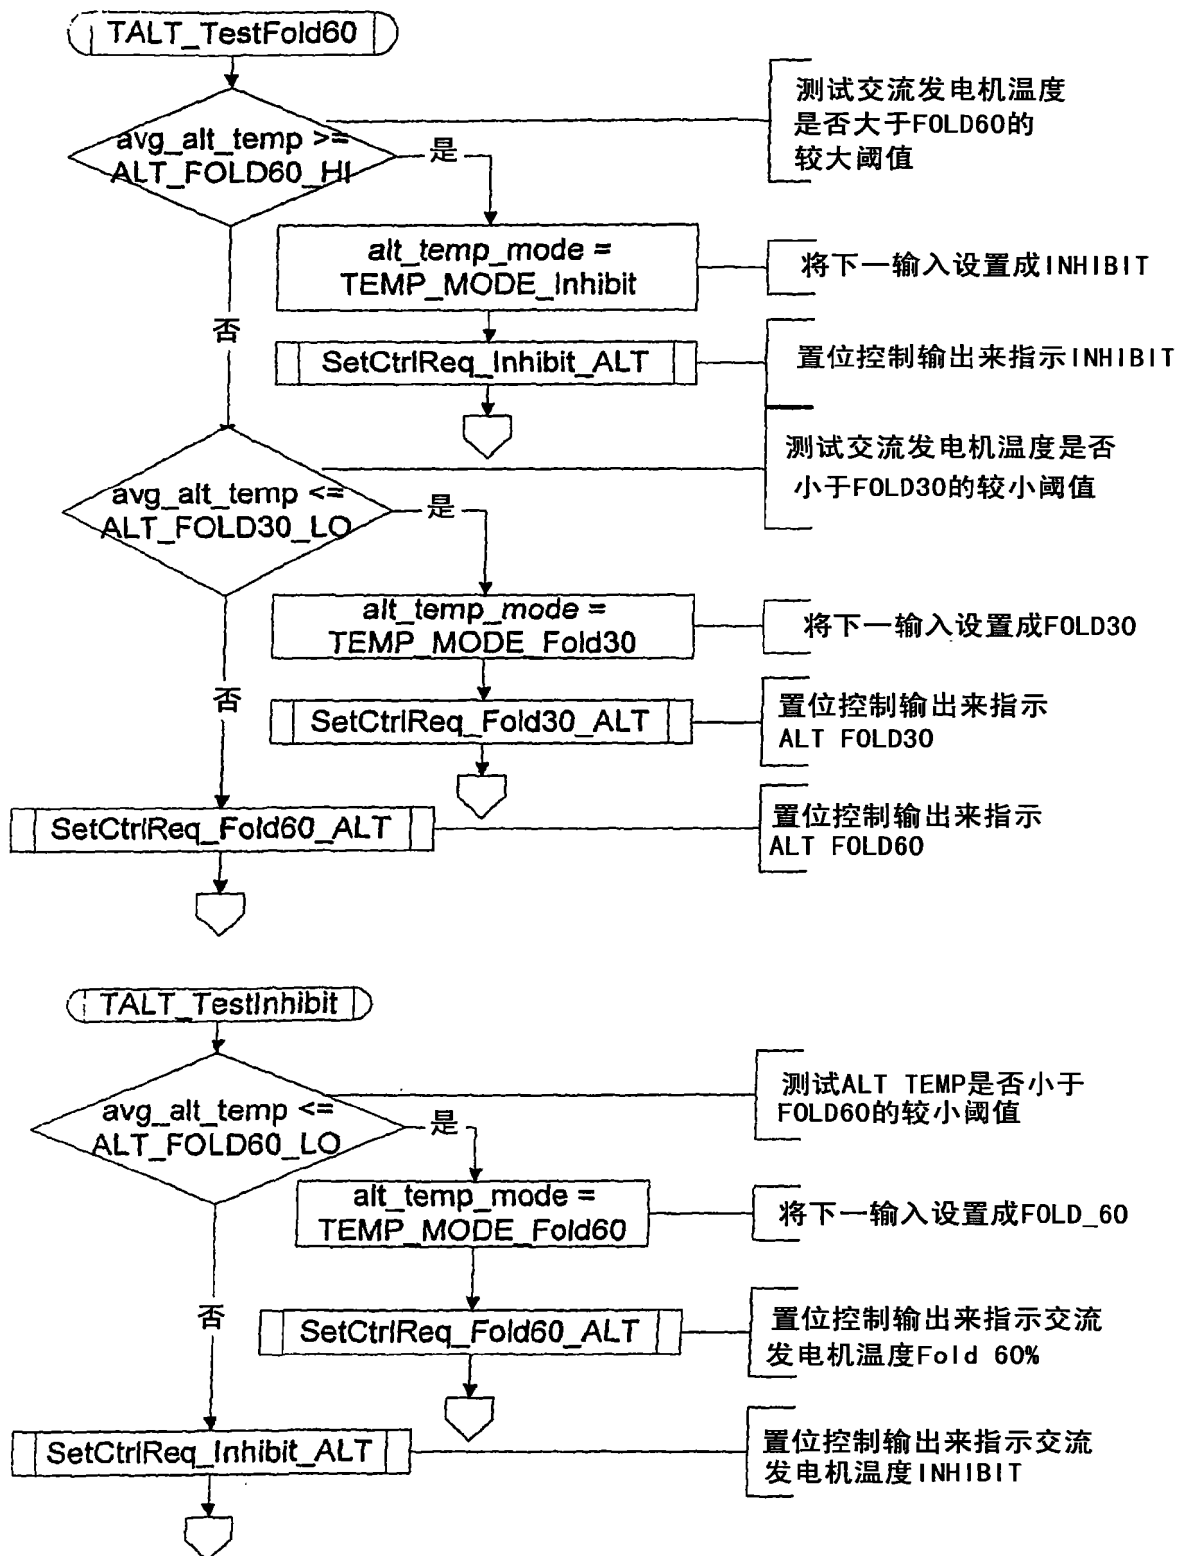 TALT_TestFold60
avg_alt_temp >=
ALT_FOLD60_HI
是
测试交流发电机温度
是否大于FOLD60的
较大阈值
alt_temp_mode =
TEMP_MODE_Inhibit
将下一输入设置成INHIBIT
否
SetCtrlReq_Inhibit_ALT
置位控制输出来指示INHIBIT
avg_alt_temp <=
ALT_FOLD30_LO
是
测试交流发电机温度是否
小于FOLD30的较小阈值
alt_temp_mode =
TEMP_MODE_Fold30
将下一输入设置成FOLD30
否
SetCtrlReq_Fold30_ALT
置位控制输出来指示
ALT FOLD30
SetCtrlReq_Fold60_ALT
置位控制输出来指示
ALT FOLD60
TALT_TestInhibit
avg_alt_temp <=
ALT_FOLD60_LO
是
测试ALT TEMP是否小于
FOLD60的较小阈值
alt_temp_mode =
TEMP_MODE_Fold60
将下一输入设置成FOLD_60
否
SetCtrlReq_Fold60_ALT
置位控制输出来指示交流
发电机温度Fold 60%
SetCtrlReq_Inhibit_ALT
置位控制输出来指示交流
发电机温度INHIBIT